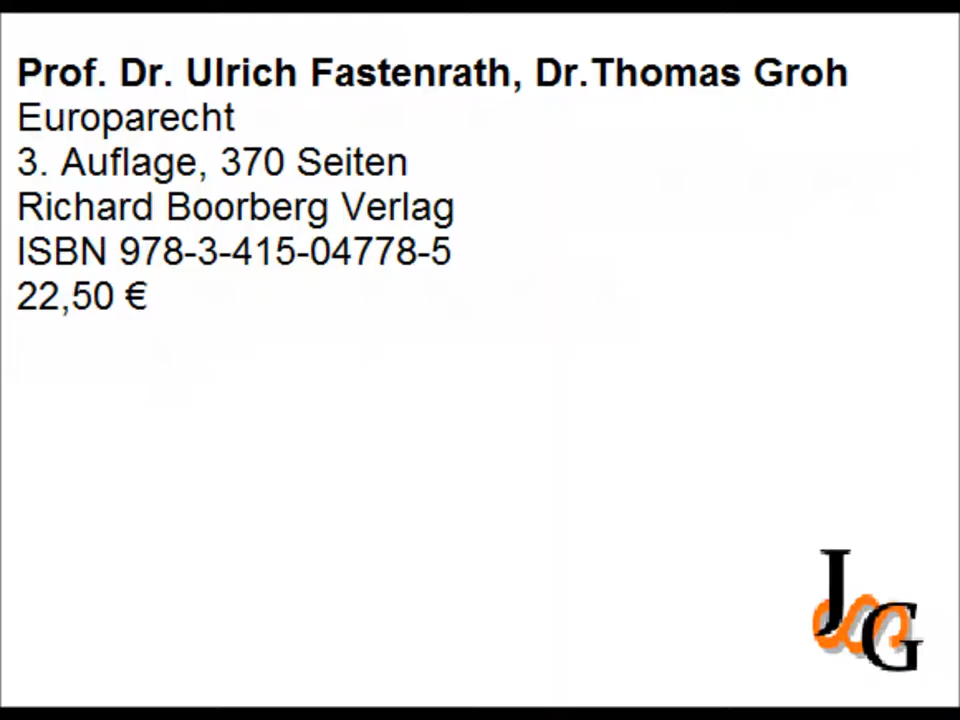 Prof. Dr. Ulrich Fastenrath, Dr.Thomas Groh
Europarecht
3. Auflage, 370 Seiten
Richard Boorberg Verlag
ISBN 978-3-415-04778-5
22,50 €
J G